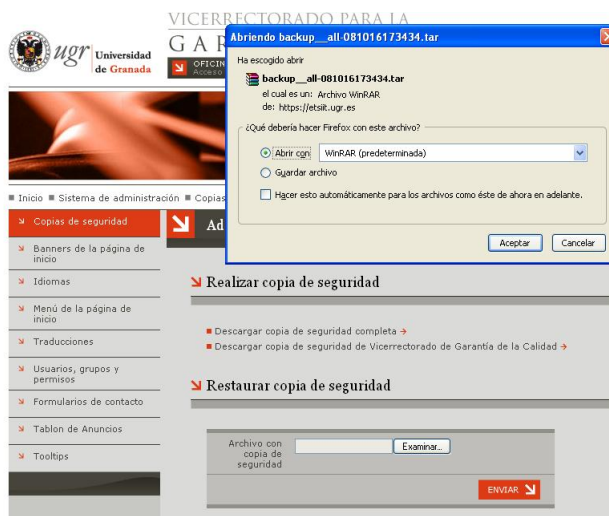 VICERRECTORADO PARA LA
ugr Universidad
de Granada
Abriendo backup__all-081016173434.tar
Ha escogido abrir
backup__all-081016173434.tar
el cual es un: Archivo WinRAR
de: https://etsiit.ugr.es
¿Qué debería hacer Firefox con este archivo?
Abrir con WinRAR (predeterminada)
Guardar archivo
Hacer esto automáticamente para los archivos como éste de ahora en adelante.
Aceptar Cancelar
Inicio Sistema de administración Copias
Copias de seguridad
Banners de la página de
inicio
Idiomas
Menú de la página de
inicio
Traducciones
Usuarios, grupos y
permisos
Formularios de contacto
Tablon de Anuncios
Tooltips
Realizar copia de seguridad
Descargar copia de seguridad completa
Descargar copia de seguridad de Vicerrectorado de Garantía de la Calidad
Restaurar copia de seguridad
Archivo con
copia de
seguridad
Examinar...
ENVIAR